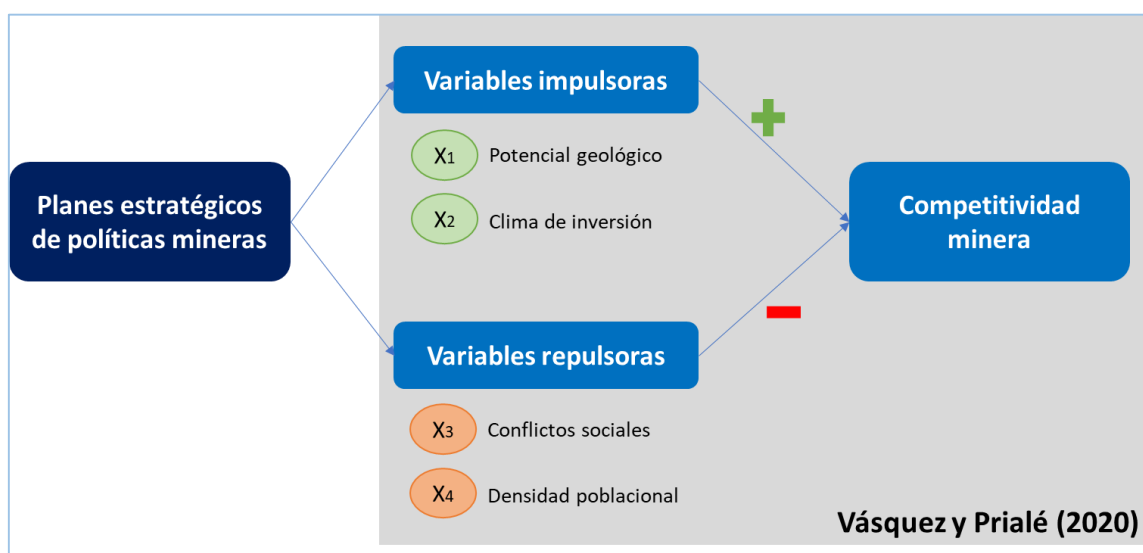 Planes estratégicos
de políticas mineras
Variables impulsoras
X1 Potencial geológico
X2 Clima de inversión
Variables repulsoras
X3 Conflictos sociales
X4 Densidad poblacional
+
-
Competitividad
minera
Vásquez y Prialé (2020)